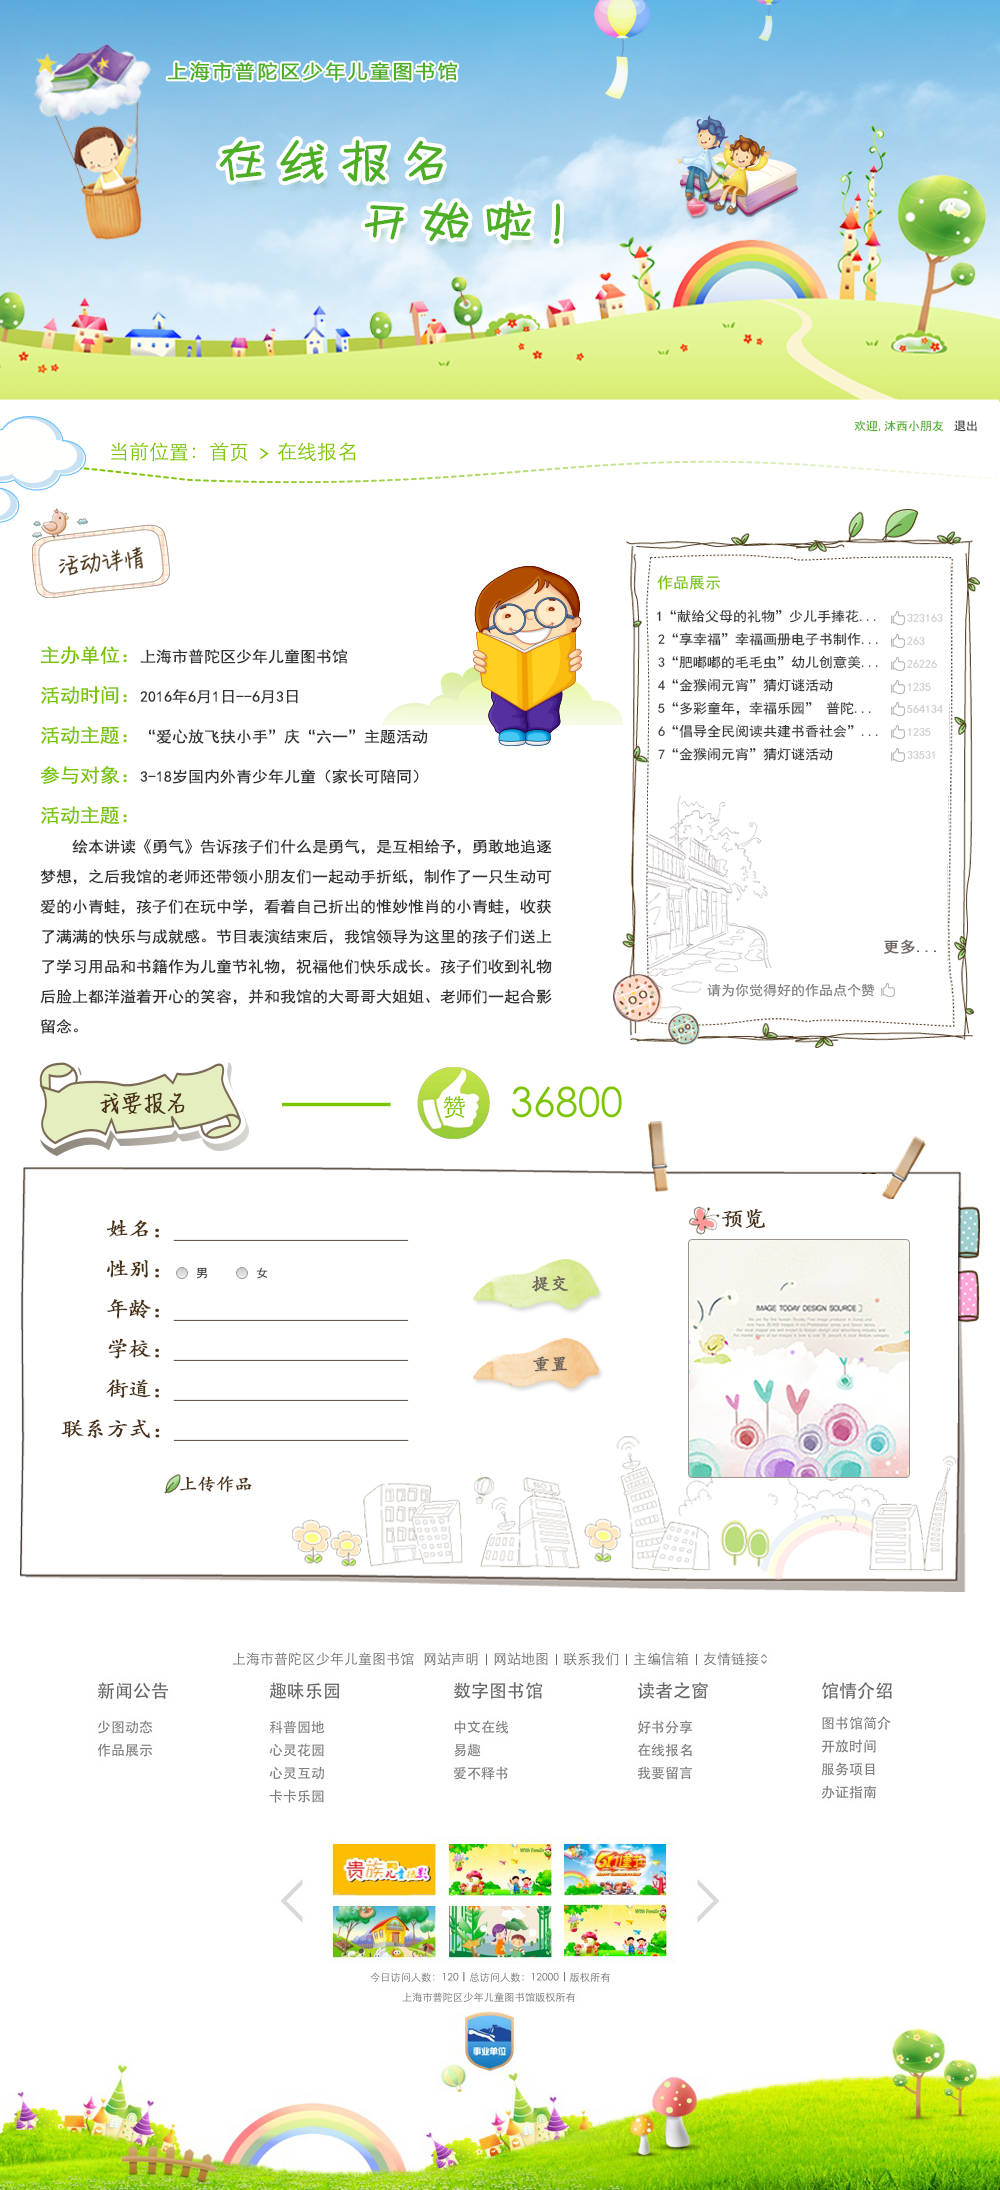 上海市普陀区少年儿童图书馆
在线报名
开始啦！
欢迎, 沐西小朋友 退出
当前位置：首页 > 在线报名
活动详情
主办单位：上海市普陀区少年儿童图书馆
活动时间：2016年6月1日--6月3日
活动主题：“爱心放飞扶小手”庆“六一”主题活动
参与对象：3-18岁国内外青少年儿童（家长可陪同）
活动主题：
绘本讲读《勇气》告诉孩子们什么是勇气，是互相给予，勇敢地追逐
梦想，之后我馆的老师还带领小朋友们一起动手折纸，制作了一只生动可
爱的小青蛙，孩子们在玩中学，看着自己折出的惟妙惟肖的小青蛙，收获
了满满的快乐与成就感。节目表演结束后，我馆领导为这里的孩子们送上
了学习用品和书籍作为儿童节礼物，祝福他们快乐成长。孩子们收到礼物
后脸上都洋溢着开心的笑容，并和我馆的大哥哥大姐姐、老师们一起合影
留念。
作品展示
1“献给父母的礼物”少儿手捧花... 323163
2“享幸福”幸福画册电子书制作... 263
3“肥嘟嘟的毛毛虫”幼儿创意美... 26226
4“金猴闹元宵”猜灯谜活动 1235
5“多彩童年，幸福乐园” 普陀... 564134
6“倡导全民阅读共建书香社会”... 1235
7“金猴闹元宵”猜灯谜活动 33531
更多...
请为你觉得好的作品点个赞
我要报名
赞 36800
姓名：
性别： 男 女
年龄：
学校：
街道：
联系方式：
上传作品
提交
重置
预览
IMAGE TODAY DESIGN SOURCE
上海市普陀区少年儿童图书馆 网站声明 | 网站地图 | 联系我们 | 主编信箱 | 友情链接
新闻公告
少图动态
作品展示
趣味乐园
科普园地
心灵花园
心灵互动
卡卡乐园
数字图书馆
中文在线
易趣
爱不释书
读者之窗
好书分享
在线报名
我要留言
馆情介绍
图书馆简介
开放时间
服务项目
办证指南
贵族儿童摄影
今日访问人数：120 | 总访问人数：12000 | 版权所有
上海市普陀区少年儿童图书馆版权所有
事业单位